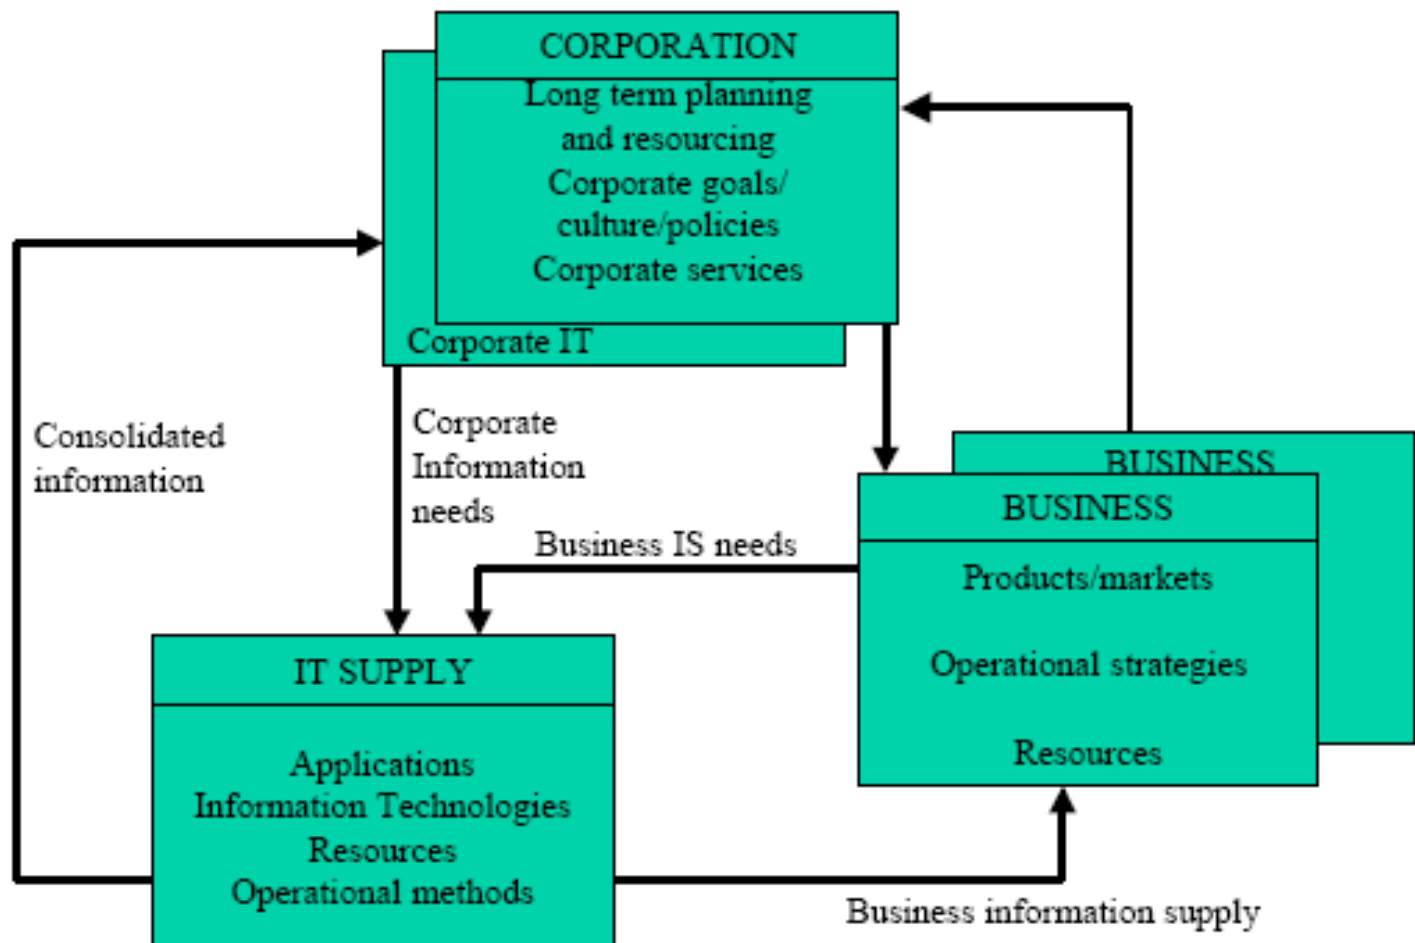 CORPORATION
Long term planning
and resourcing
Corporate goals/
culture/policies
Corporate services
Corporate IT
Consolidated
information
Corporate
Information
needs
Business IS needs
BUSINESS
BUSINESS
Products/markets
Operational strategies
Resources
IT SUPPLY
Applications
Information Technologies
Resources
Operational methods
Business information supply